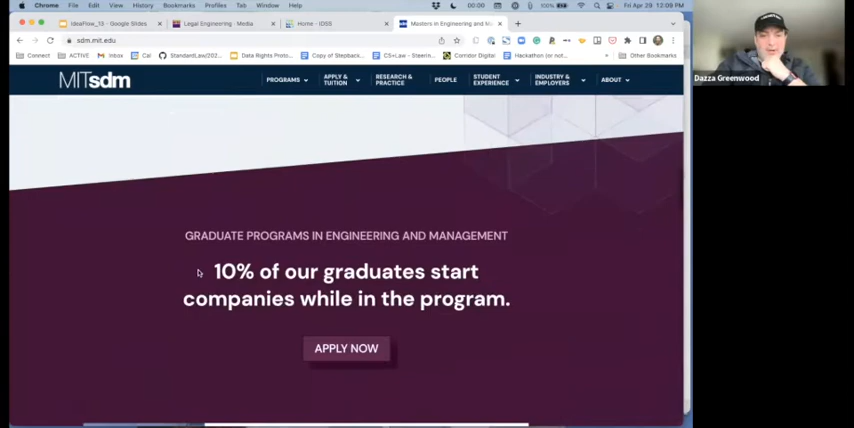 Chrome File Edit View History Bookmarks Profiles Tab Window Help 00:00 100% Fri Apr 29 12:09 PM
IdeaFlow_13 - Google Slides Legal Engineering - Media Home - IDSS Masters in Engineering and M
sdm.mit.edu
Connect ACTIVE Inbox Cal StandardLaw/202... Data Rights Proto... Copy of Stepback... CS+Law - Steerin... Corridor Digital Hackathon (or not... Other Bookmarks
MITsdm PROGRAMS APPLY & TUITION RESEARCH & PRACTICE PEOPLE STUDENT EXPERIENCE INDUSTRY & EMPLOYERS ABOUT
Dazza Greenwood
GRADUATE PROGRAMS IN ENGINEERING AND MANAGEMENT
10% of our graduates start
companies while in the program.
APPLY NOW